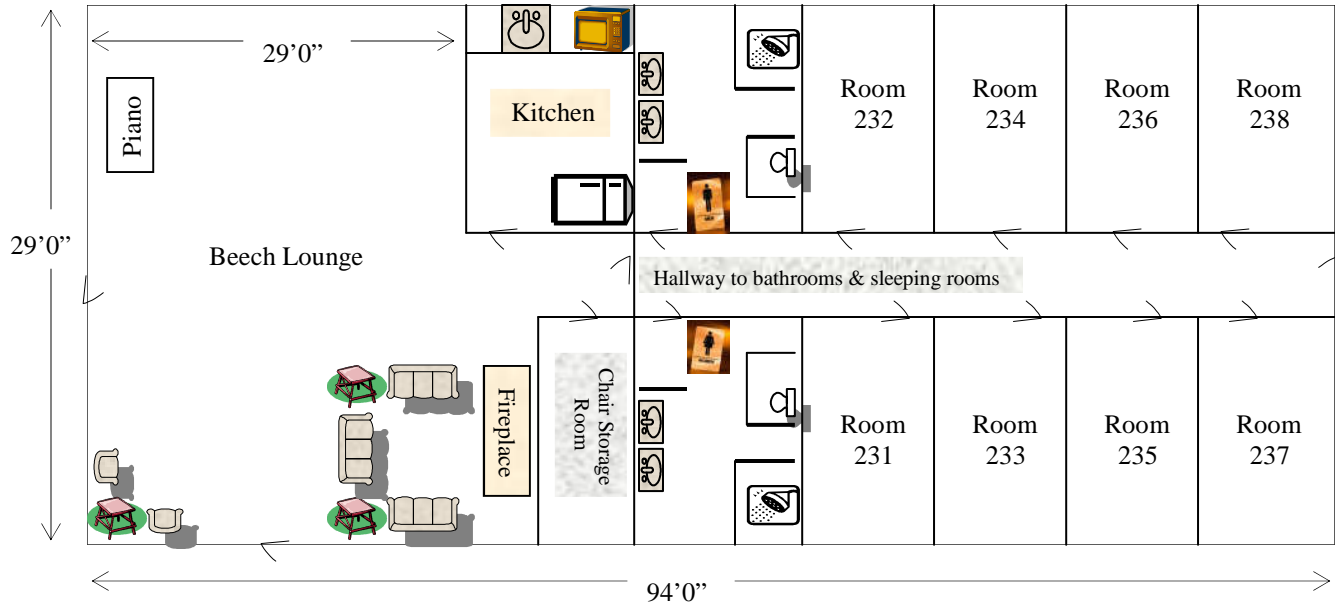 29’0”
Piano
Kitchen
Room
232
Room
234
Room
236
Room
238
29’0”
Beech Lounge
Hallway to bathrooms & sleeping rooms
Fireplace
Chair Storage
Room
Room
231
Room
233
Room
235
Room
237
94’0”